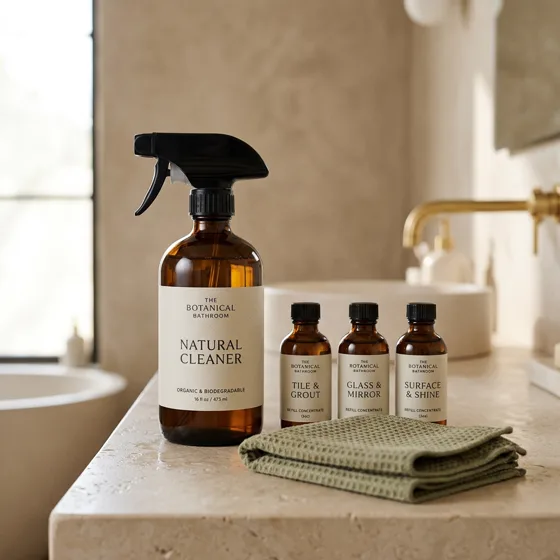 THE
BOTANICAL
BATHROOM
NATURAL
CLEANER
ORGANIC & BIODEGRADABLE
16 fl oz / 473 ml
THE
BOTANICAL
BATHROOM
TILE &
GROUT
REFILL CONCENTRATE
THE
BOTANICAL
BATHROOM
GLASS &
MIRROR
REFILL CONCENTRATE
THE
BOTANICAL
BATHROOM
SURFACE
& SHINE
REFILL CONCENTRATE